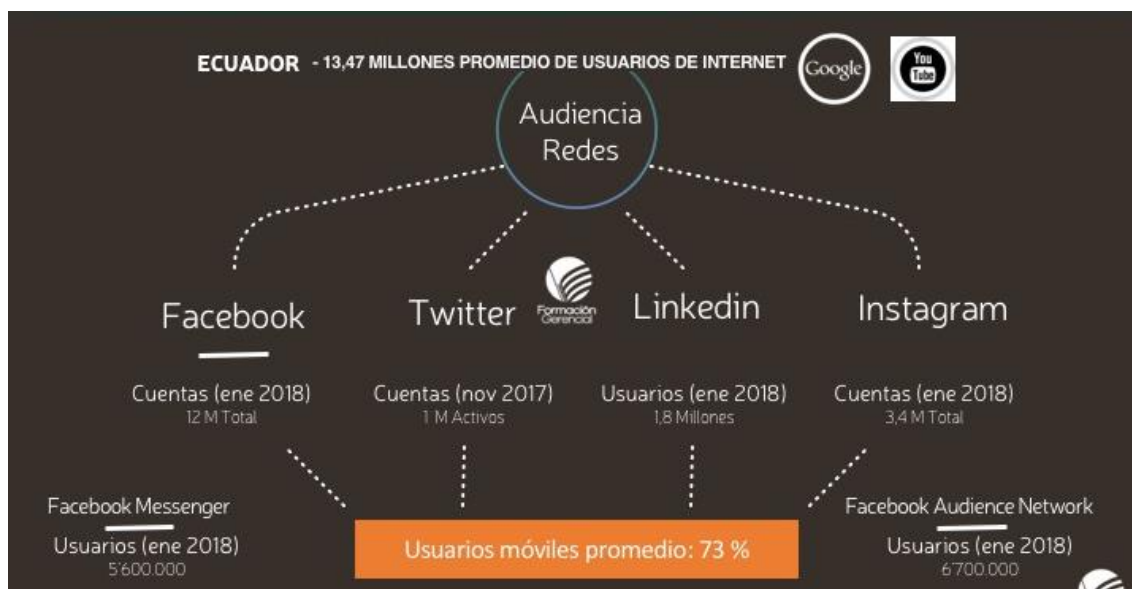 ECUADOR - 13,47 MILLONES PROMEDIO DE USUARIOS DE INTERNET
Google
You
Tube
Audiencia
Redes
Facebook
Twitter
Formación
Gerencial
Linkedin
Instagram
Cuentas (ene 2018)
12 M Total
Cuentas (nov 2017)
1 M Activos
Usuarios (ene 2018)
1,8 Millones
Cuentas (ene 2018)
3,4 M Total
Facebook Messenger
Usuarios (ene 2018)
5'600.000
Usuarios móviles promedio: 73 %
Facebook Audience Network
Usuarios (ene 2018)
6'700.000